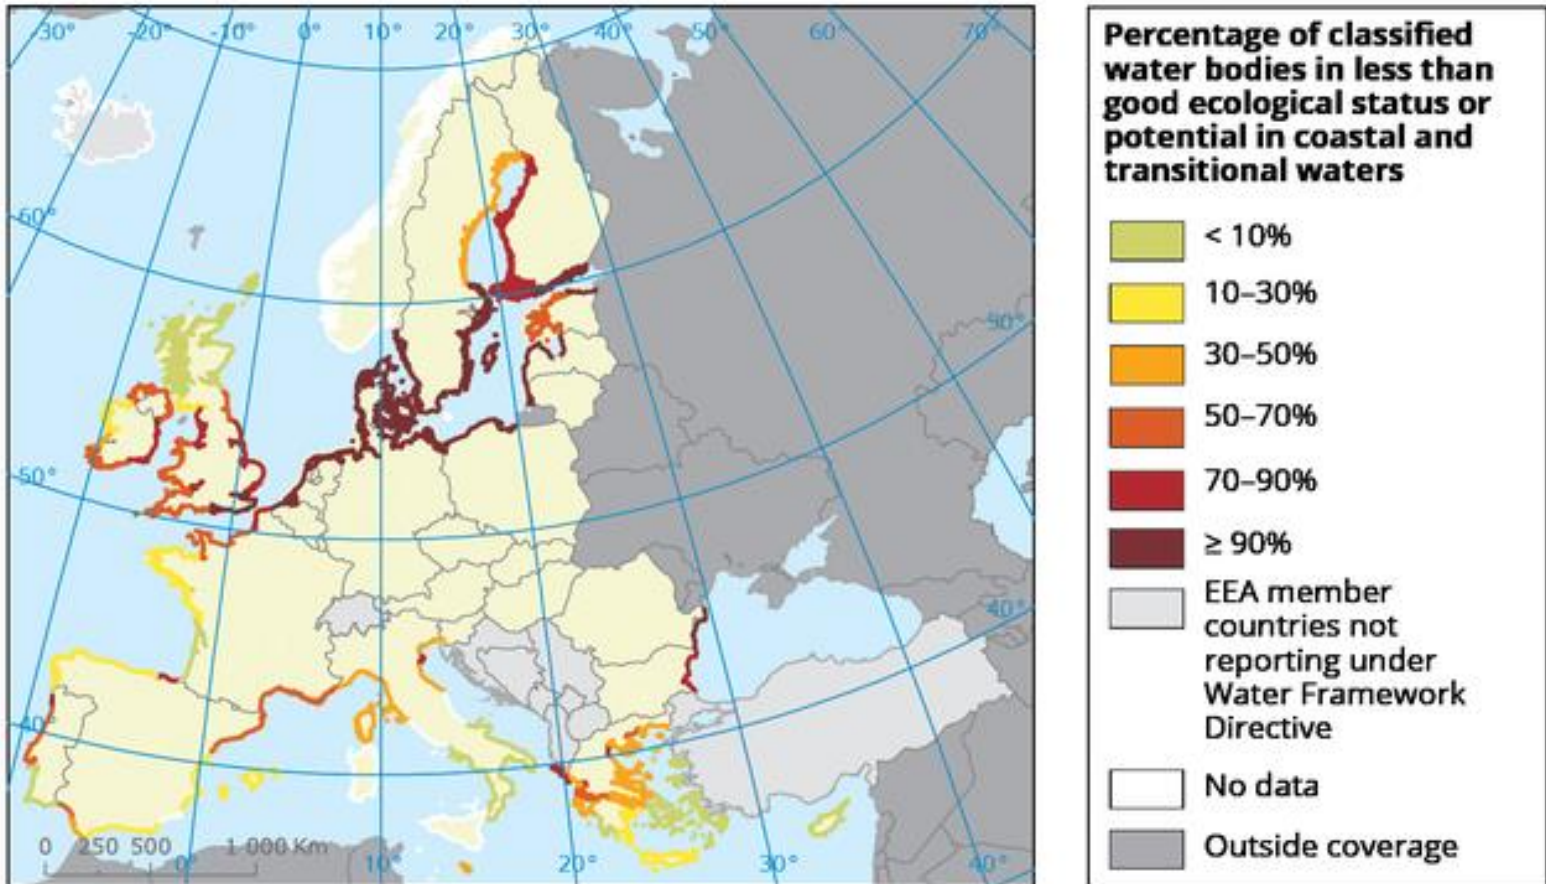 -30° -20° -10° 0° 10° 20° 30° 40° 50° 60° 70°
60°
50°
50°
40°
40°
0 250 500 1 000 Km
0° 10° 20° 30° 40°
Percentage of classified
water bodies in less than
good ecological status or
potential in coastal and
transitional waters
< 10%
10–30%
30–50%
50–70%
70–90%
≥ 90%
EEA member
countries not
reporting under
Water Framework
Directive
No data
Outside coverage